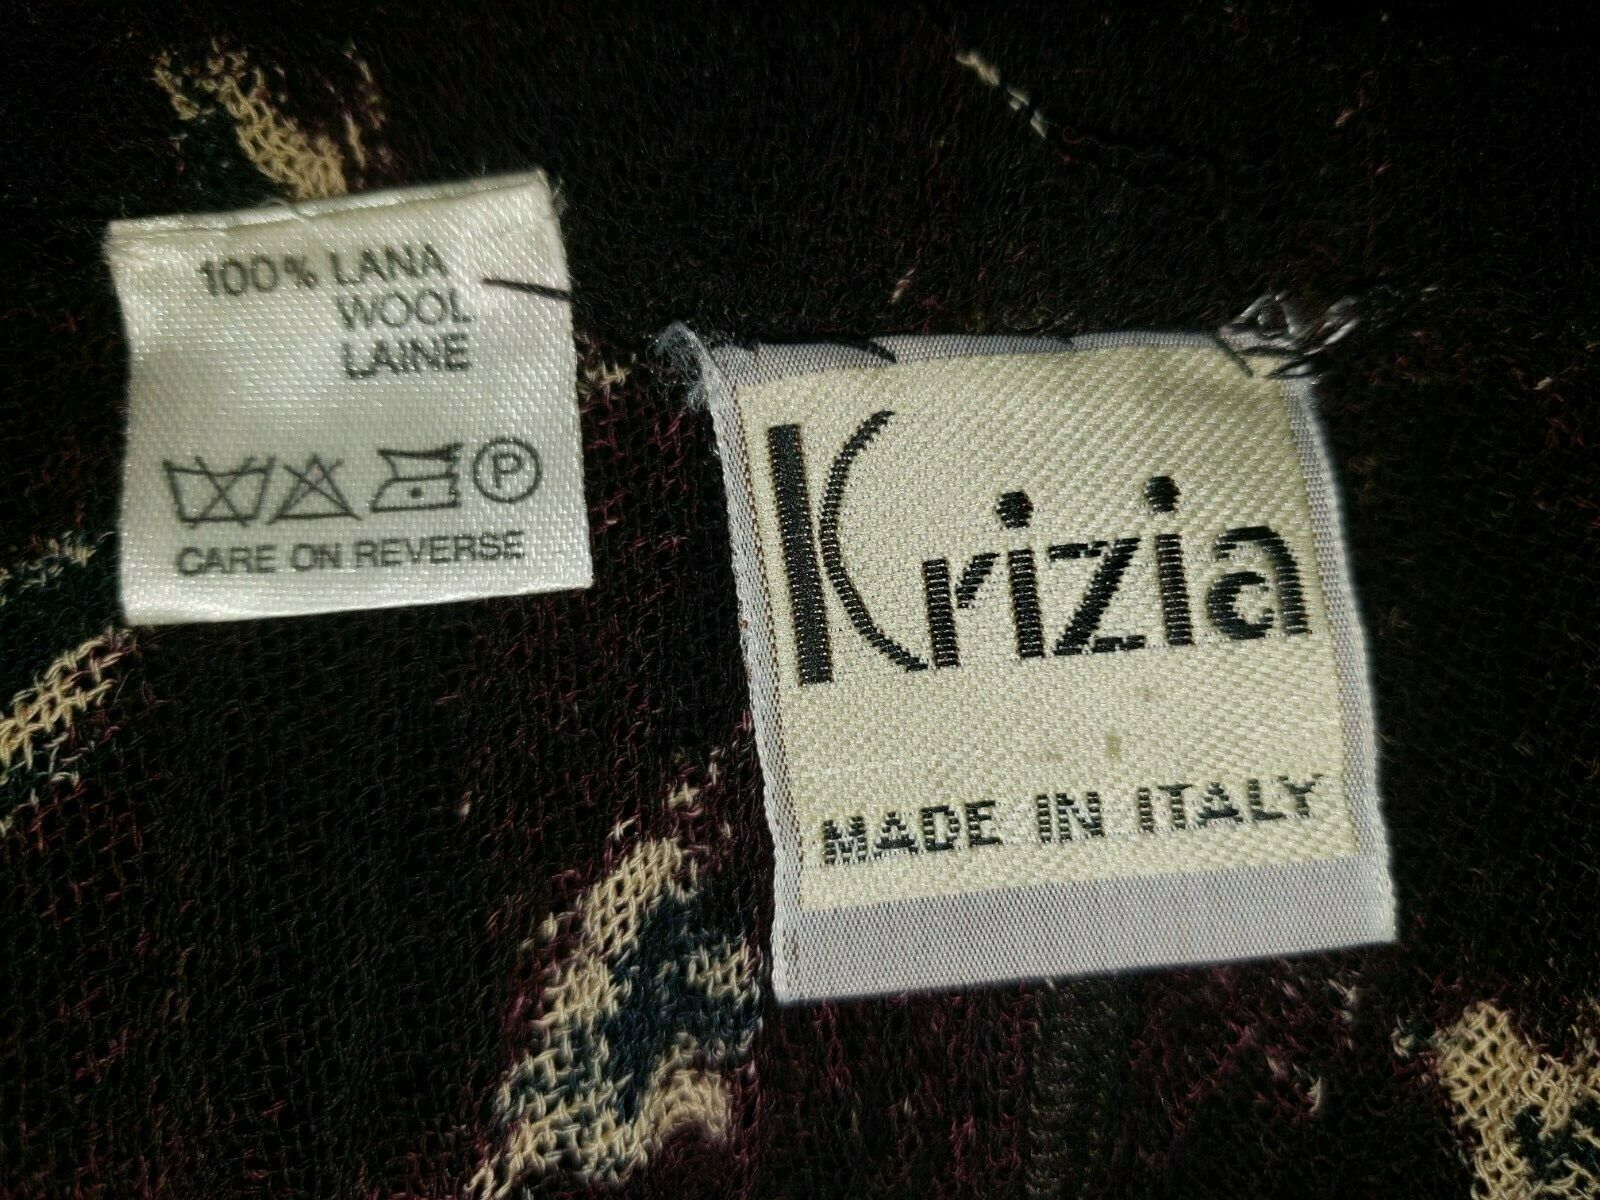 100% LANA
WOOL
LAINE
P
CARE ON REVERSE
Krizia
MADE IN ITALY